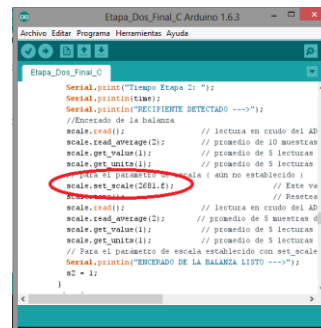 Etapa_Dos_Final_C Arduino 1.6.3
Archivo Editar Programa Herramientas Ayuda
Etapa_Dos_Final_C
Serial.print("Tiempo Etapa 2: ");
Serial.println(time);
Serial.println("RECIPIENTE DETECTADO --->");
//Encerado de la balanza
scale.read(); // lectura en crudo del AD
scale.read_average(2); // promedio de 10 muestras
scale.get_value(1); // promedio de 5 lecturas
scale.get_units(1); // promedio de 5 lecturas
// para el parámetro de escala ( aún no establecido )
scale.set_scale(2681.f); // Este va
// Resetea
scale.read(); // lectura en crudo del AD
scale.read_average(2); // promedio de 5 muestras d
scale.get_value(1); // promedio de 5 lecturas
scale.get_units(1); // promedio de 5 lecturas
// Para el parámetro de escala establecido con set_scale
Serial.println("ENCERADO DE LA BALANZA LISTO --->");
s2 = 1;
}